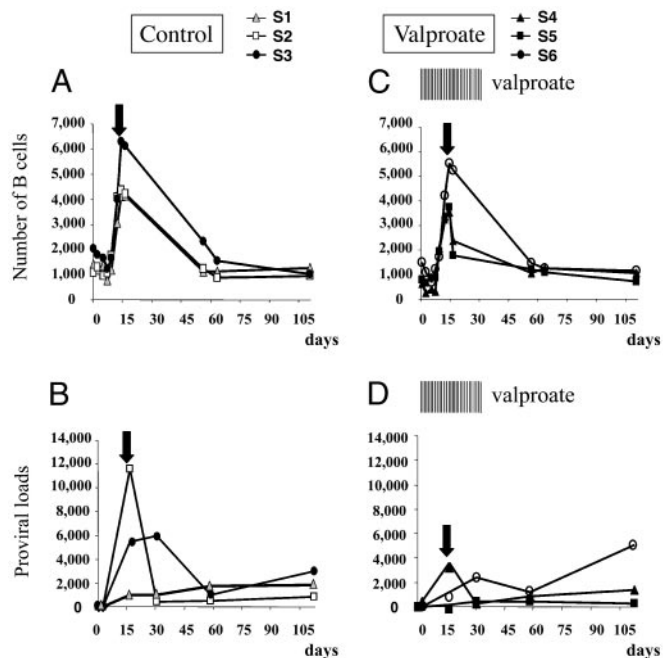 Control
S1
S2
S3
Valproate
S4
S5
S6
A
Number of B cells
7,000
6,000
5,000
4,000
3,000
2,000
1,000
0
0 15 30 45 60 75 90 105
days
C
valproate
7,000
6,000
5,000
4,000
3,000
2,000
1,000
0
0 15 30 45 60 75 90 105
days
B
Proviral loads
14,000
12,000
10,000
8,000
6,000
4,000
2,000
0
0 15 30 45 60 75 90 105
days
D
valproate
14,000
12,000
10,000
8,000
6,000
4,000
2,000
0
0 15 30 45 60 75 90 105
days